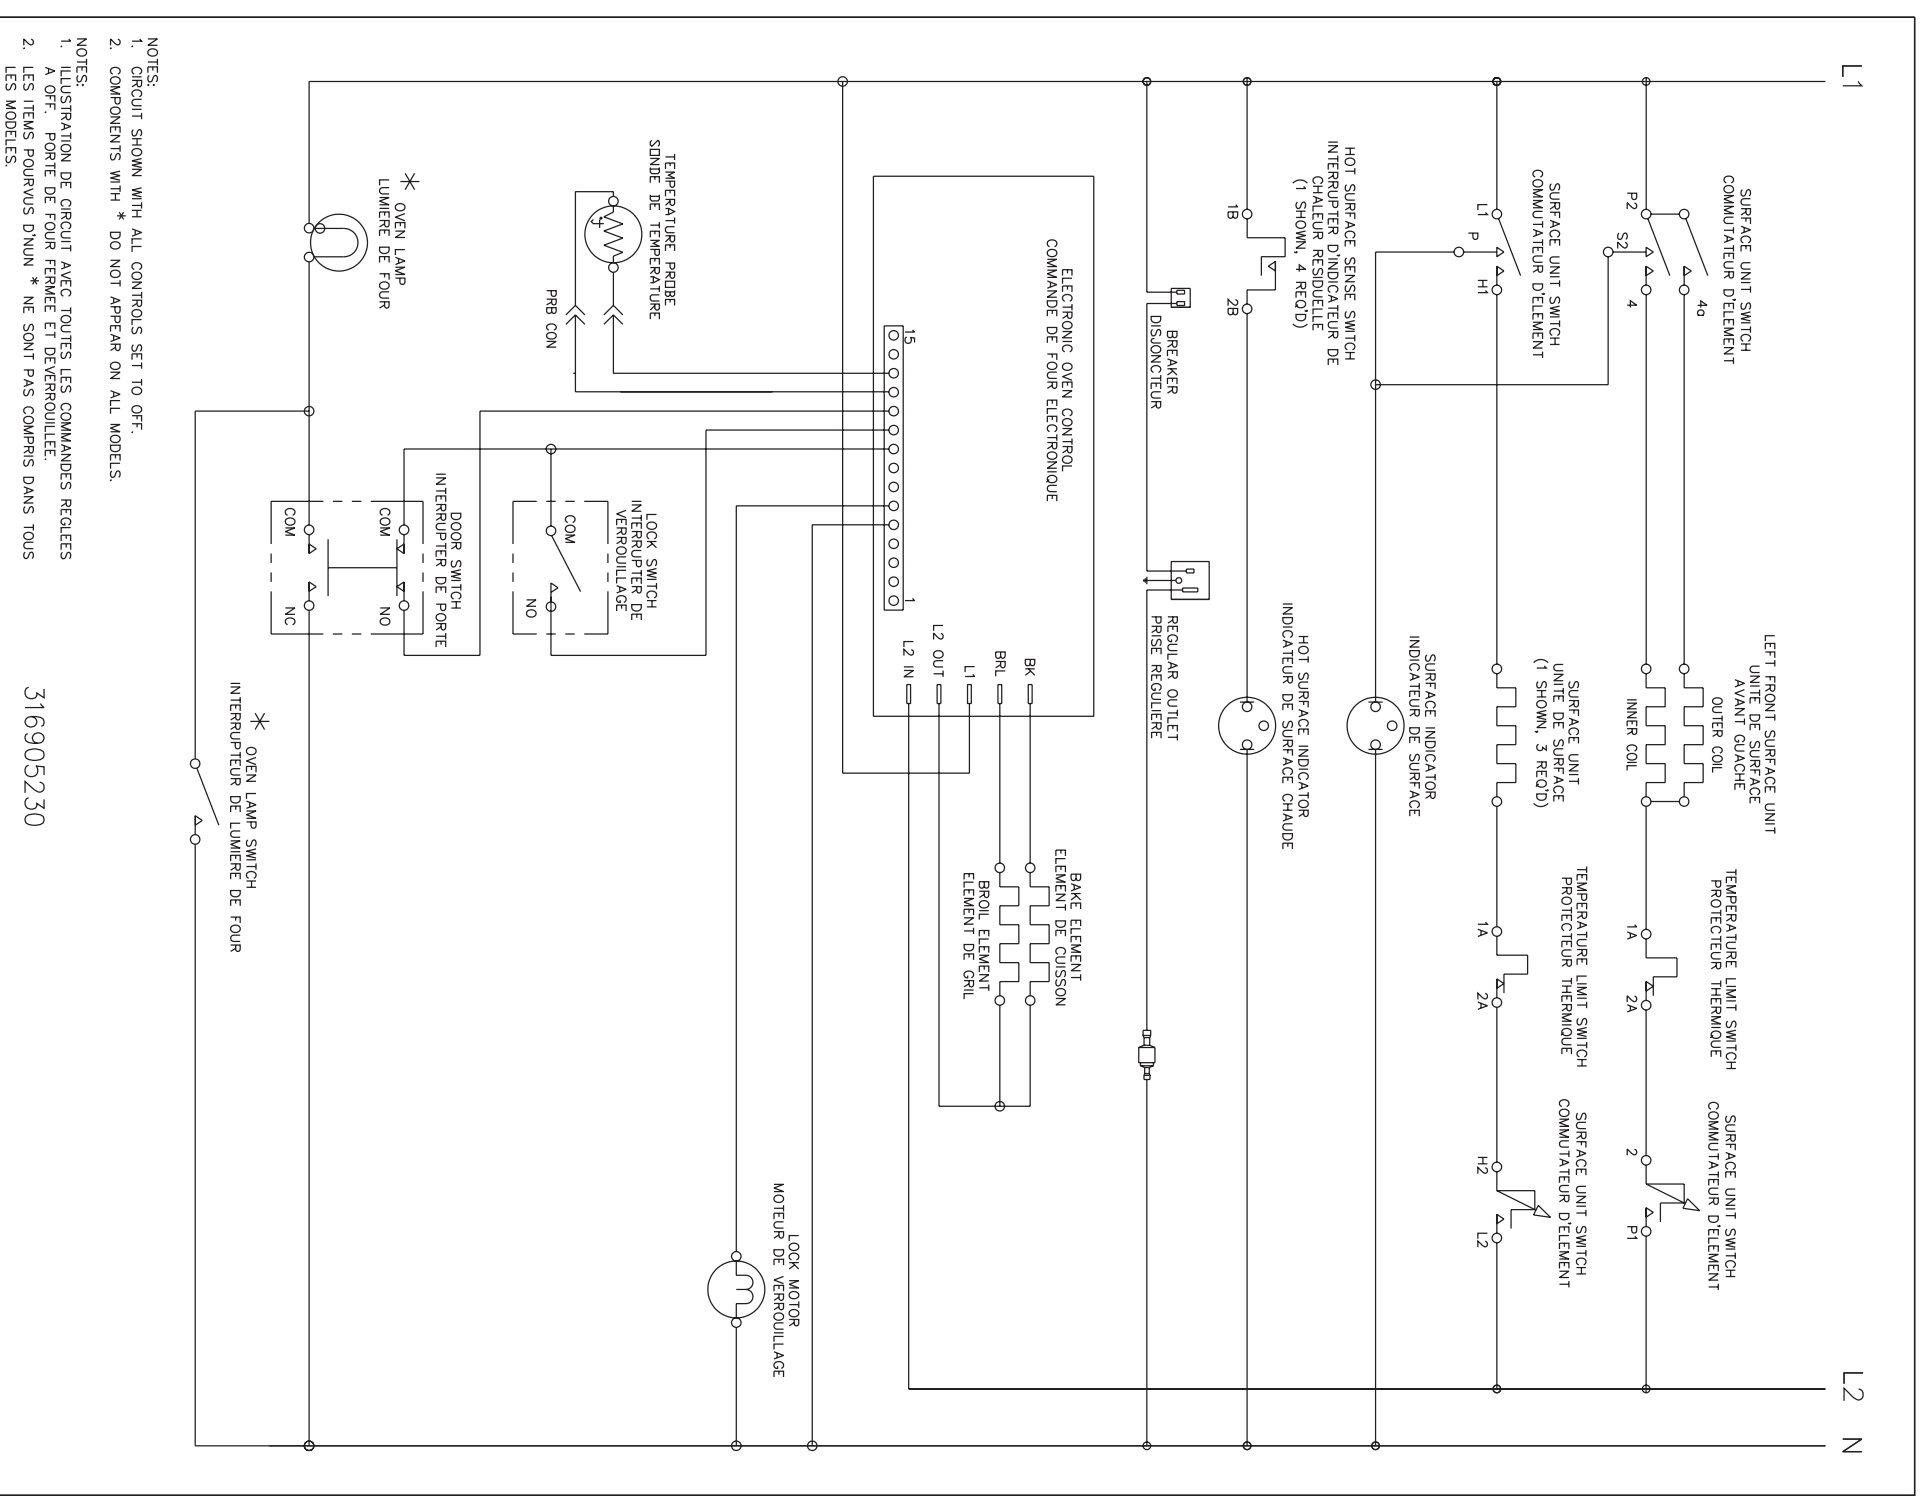 L1
L2
N
SURFACE UNIT SWITCH
COMMUTATEUR D'ELEMENT
P2
S2
4a
4
LEFT FRONT SURFACE UNIT
UNITE DE SURFACE
AVANT GUACHE
OUTER COIL
INNER COIL
TEMPERATURE LIMIT SWITCH
PROTECTEUR THERMIQUE
1A
2A
SURFACE UNIT SWITCH
COMMUTATEUR D'ELEMENT
2
P1
SURFACE UNIT SWITCH
COMMUTATEUR D'ELEMENT
L1
P
H1
SURFACE UNIT
UNITE DE SURFACE
(1 SHOWN, 3 REQ'D)
TEMPERATURE LIMIT SWITCH
PROTECTEUR THERMIQUE
1A
2A
SURFACE UNIT SWITCH
COMMUTATEUR D'ELEMENT
H2
L2
SURFACE INDICATOR
INDICATEUR DE SURFACE
HOT SURFACE SENSE SWITCH
INTERRUPTER D'INDICATEUR DE
CHALEUR RESIDUELLE
(1 SHOWN, 4 REQ'D)
1B
2B
HOT SURFACE INDICATOR
INDICATEUR DE SURFACE CHAUDE
BREAKER
DISJONCTEUR
REGULAR OUTLET
PRISE REGULIERE
ELECTRONIC OVEN CONTROL
COMMANDE DE FOUR ELECTRONIQUE
15
1
BK
BRL
L1
L2 OUT
L2 IN
BAKE ELEMENT
ELEMENT DE CUISSON
BROIL ELEMENT
ELEMENT DE GRIL
TEMPERATURE PROBE
SONDE DE TEMPERATURE
PRB CON
LOCK SWITCH
INTERRUPTER DE
VERROUILLAGE
COM
NO
LOCK MOTOR
MOTEUR DE VERROUILLAGE
DOOR SWITCH
INTERRUPTER DE PORTE
COM
NO
COM
NC
* OVEN LAMP
LUMIERE DE FOUR
* OVEN LAMP SWITCH
INTERRUPTEUR DE LUMIERE DE FOUR
NOTES:
1. CIRCUIT SHOWN WITH ALL CONTROLS SET TO OFF.
2. COMPONENTS WITH * DO NOT APPEAR ON ALL MODELS.
NOTES:
1. ILLUSTRATION DE CIRCUIT AVEC TOUTES LES COMMANDES REGLEES
A OFF. PORTE DE FOUR FERMEE ET DEVERROUILLEE.
2. LES ITEMS POURVUS D'NUN * NE SONT PAS COMPRIS DANS TOUS
LES MODELES.
316905230